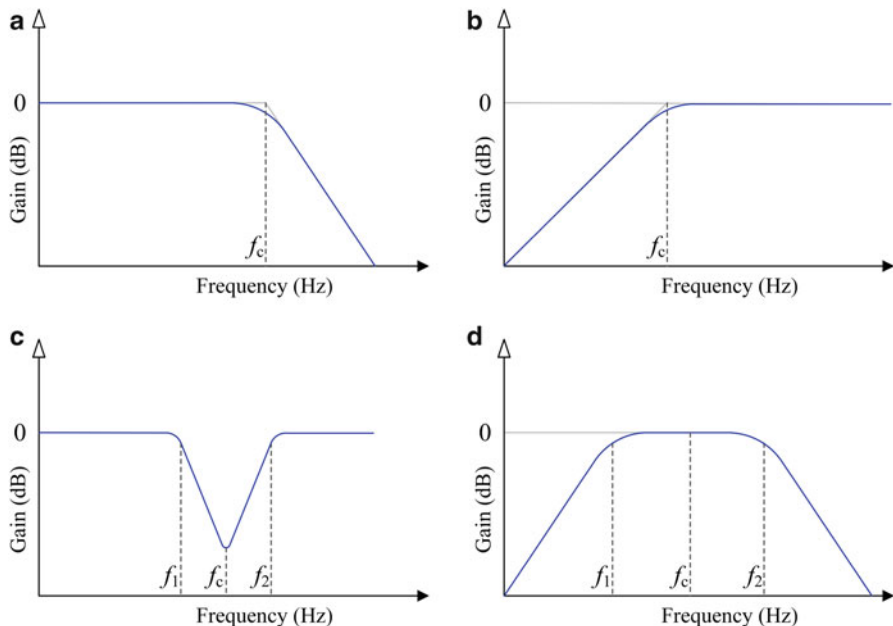 a
0
Gain (dB)
fc
Frequency (Hz)
b
0
Gain (dB)
fc
Frequency (Hz)
c
0
Gain (dB)
f1 fc f2
Frequency (Hz)
d
0
Gain (dB)
f1 fc f2
Frequency (Hz)